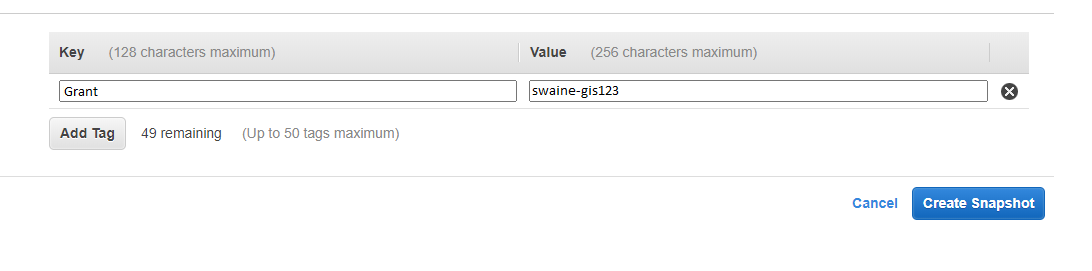 Key (128 characters maximum) Value (256 characters maximum)
Grant swaine-gis123
Add Tag 49 remaining (Up to 50 tags maximum)
Cancel Create Snapshot